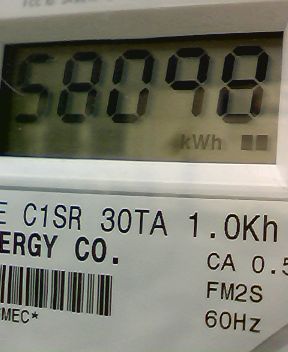 58098
kWh
E C1SR 30TA 1.0Kh
ERGY CO.
CA 0.5
FM2S
MEC*
60Hz